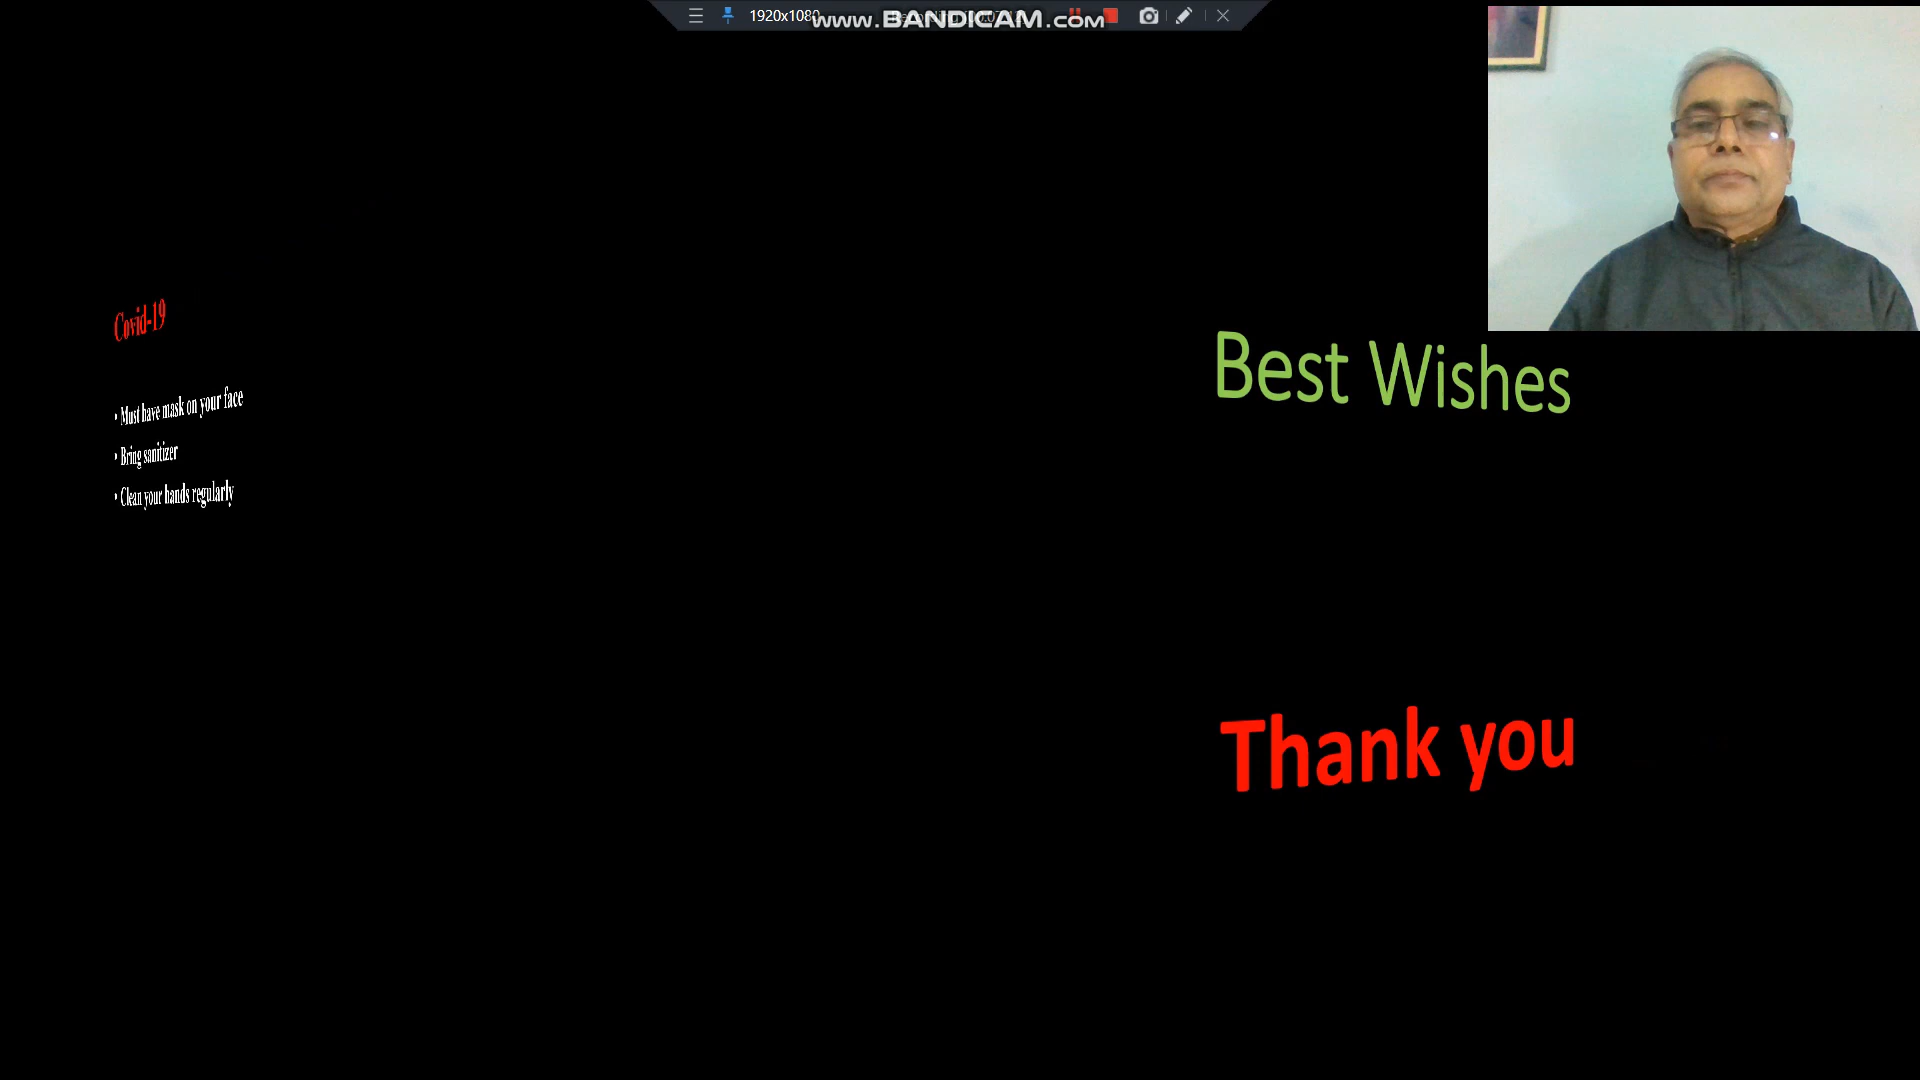 1920x1080
www.BANDICAM.com
Covid-19
• Must have mask on your face
• Bring sanitizer
• Clean your hands regularly
Best Wishes
Thank you